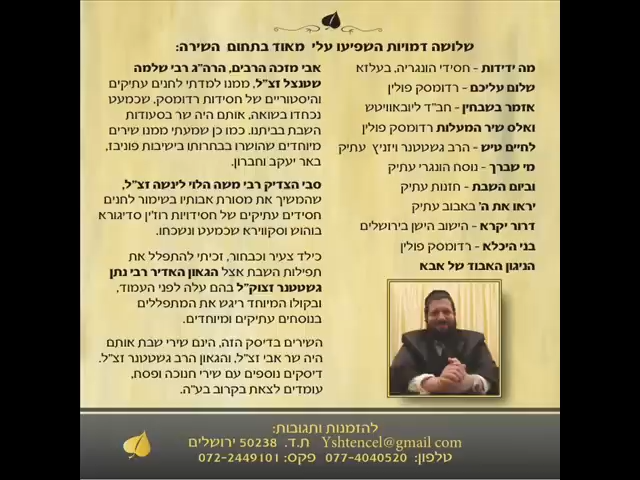 שלושה דמויות השפיעו עלי מאוד בתחום השירה:
אבי מזכה הרבים, הרה"ג רבי שלמה
שטנצל זצ"ל, ממנו למדתי לחנים עתיקים
והיסטוריים של חסידות רדומסק, שכמעט
נכחדו בשואה, אותם היה שר בסעודות
השבת בביתנו. כמו כן שמעתי ממנו שירים
מיוחדים שהושרו בבחרותו בישיבות פוניבז,
באר יעקב וחברון.
סבי הצדיק רבי משה הלוי לינשה זצ"ל,
שהמשיך את מסורת אבותיו בשימור לחנים
חסידים עתיקים של חסידויות רוז'ין סדיגורא
בוהוש וסקווירא שכמעט ונשכחו.
כילד צעיר וכבחור, זכיתי להתפלל את
תפילות השבת אצל הגאון האדיר רבי נתן
גשטטנר זצוק"ל בהם עלה לפני העמוד,
ובקולו המיוחד ריגש את המתפללים
בנוסחים עתיקים ומיוחדים.
השירים בדיסק הזה, הינם שירי שבת אותם
היה שר אבי זצ"ל, והגאון הרב גשטטנר זצ"ל.
דיסקים נוספים עם שירי חנוכה ופסח,
עומדים לצאת בקרוב בע"ה.
מה ידידות - חסידי הונגריה, בעלזא
שלום עליכם - רדומסק פולין
אזמר בשבחין - חב"ד ליובאוויטש
ואלס שיר המעלות רדומסק פולין
לחיים טיש - הרב גשטטנר ויזניץ עתיק
מי שברך - נוסח הונגרי עתיק
וביום השבת - חזנות עתיק
יראו את ה' באבוב עתיק
דרור יקרא - הישוב הישן בירושלים
בני היכלא - רדומסק פולין
הניגון האבוד של אבא
להזמנות ותגובות:
Yshtencel@gmail.com ת.ד. 50238 ירושלים
טלפון: 077-4040520 פקס: 072-2449101